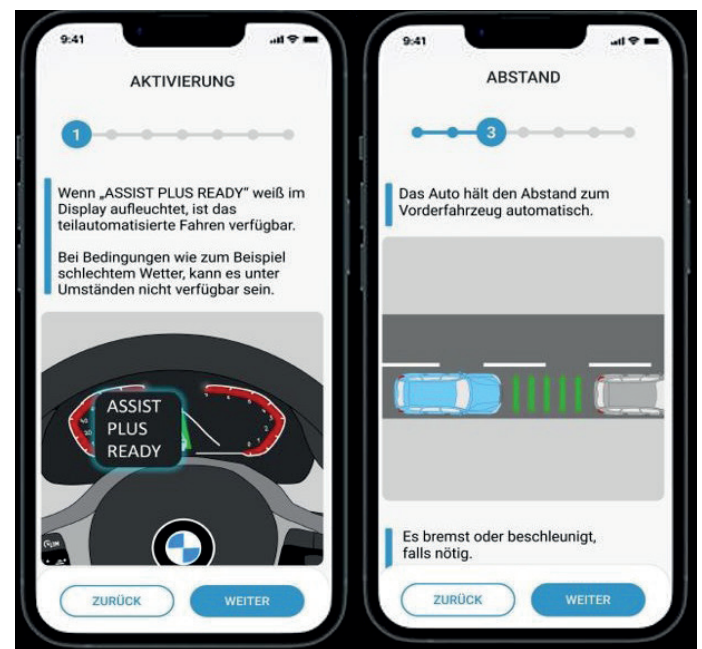 9:41
AKTIVIERUNG
1
Wenn „ASSIST PLUS READY“ weiß im
Display aufleuchtet, ist das
teilautomatisierte Fahren verfügbar.
Bei Bedingungen wie zum Beispiel
schlechtem Wetter, kann es unter
Umständen nicht verfügbar sein.
ASSIST
PLUS
READY
ZURÜCK
WEITER
9:41
ABSTAND
3
Das Auto hält den Abstand zum
Vorderfahrzeug automatisch.
Es bremst oder beschleunigt,
falls nötig.
ZURÜCK
WEITER